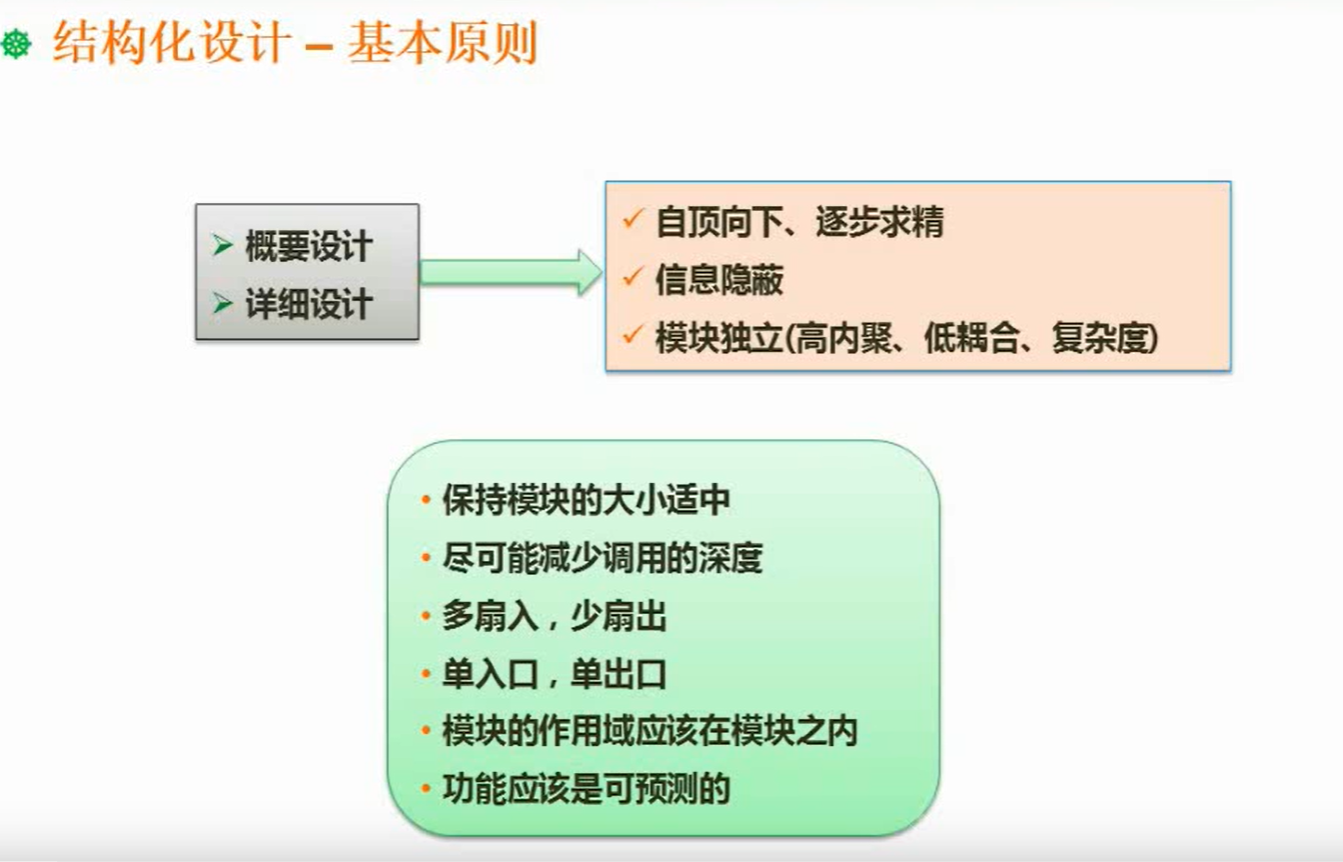 结构化设计 – 基本原则
概要设计
详细设计
自顶向下、逐步求精
信息隐蔽
模块独立(高内聚、低耦合、复杂度)
保持模块的大小适中
尽可能减少调用的深度
多扇入，少扇出
单入口，单出口
模块的作用域应该在模块之内
功能应该是可预测的